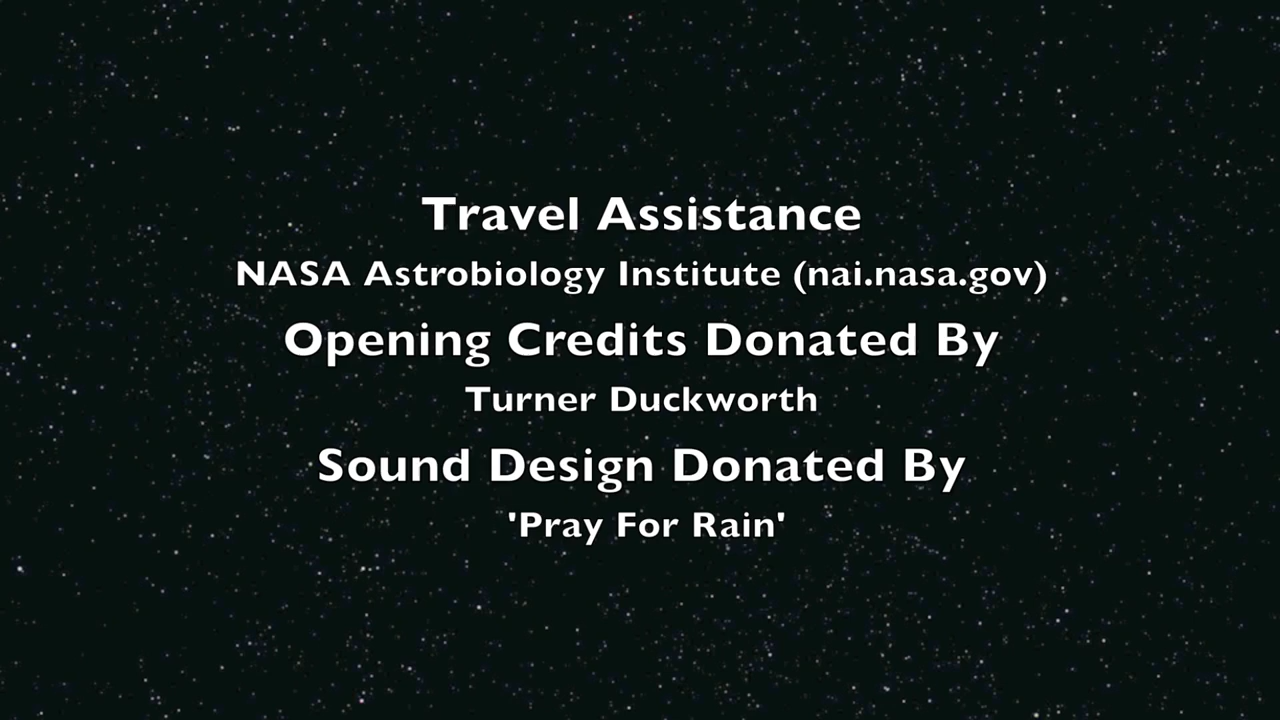 Travel Assistance
NASA Astrobiology Institute (nai.nasa.gov)
Opening Credits Donated By
Turner Duckworth
Sound Design Donated By
'Pray For Rain'